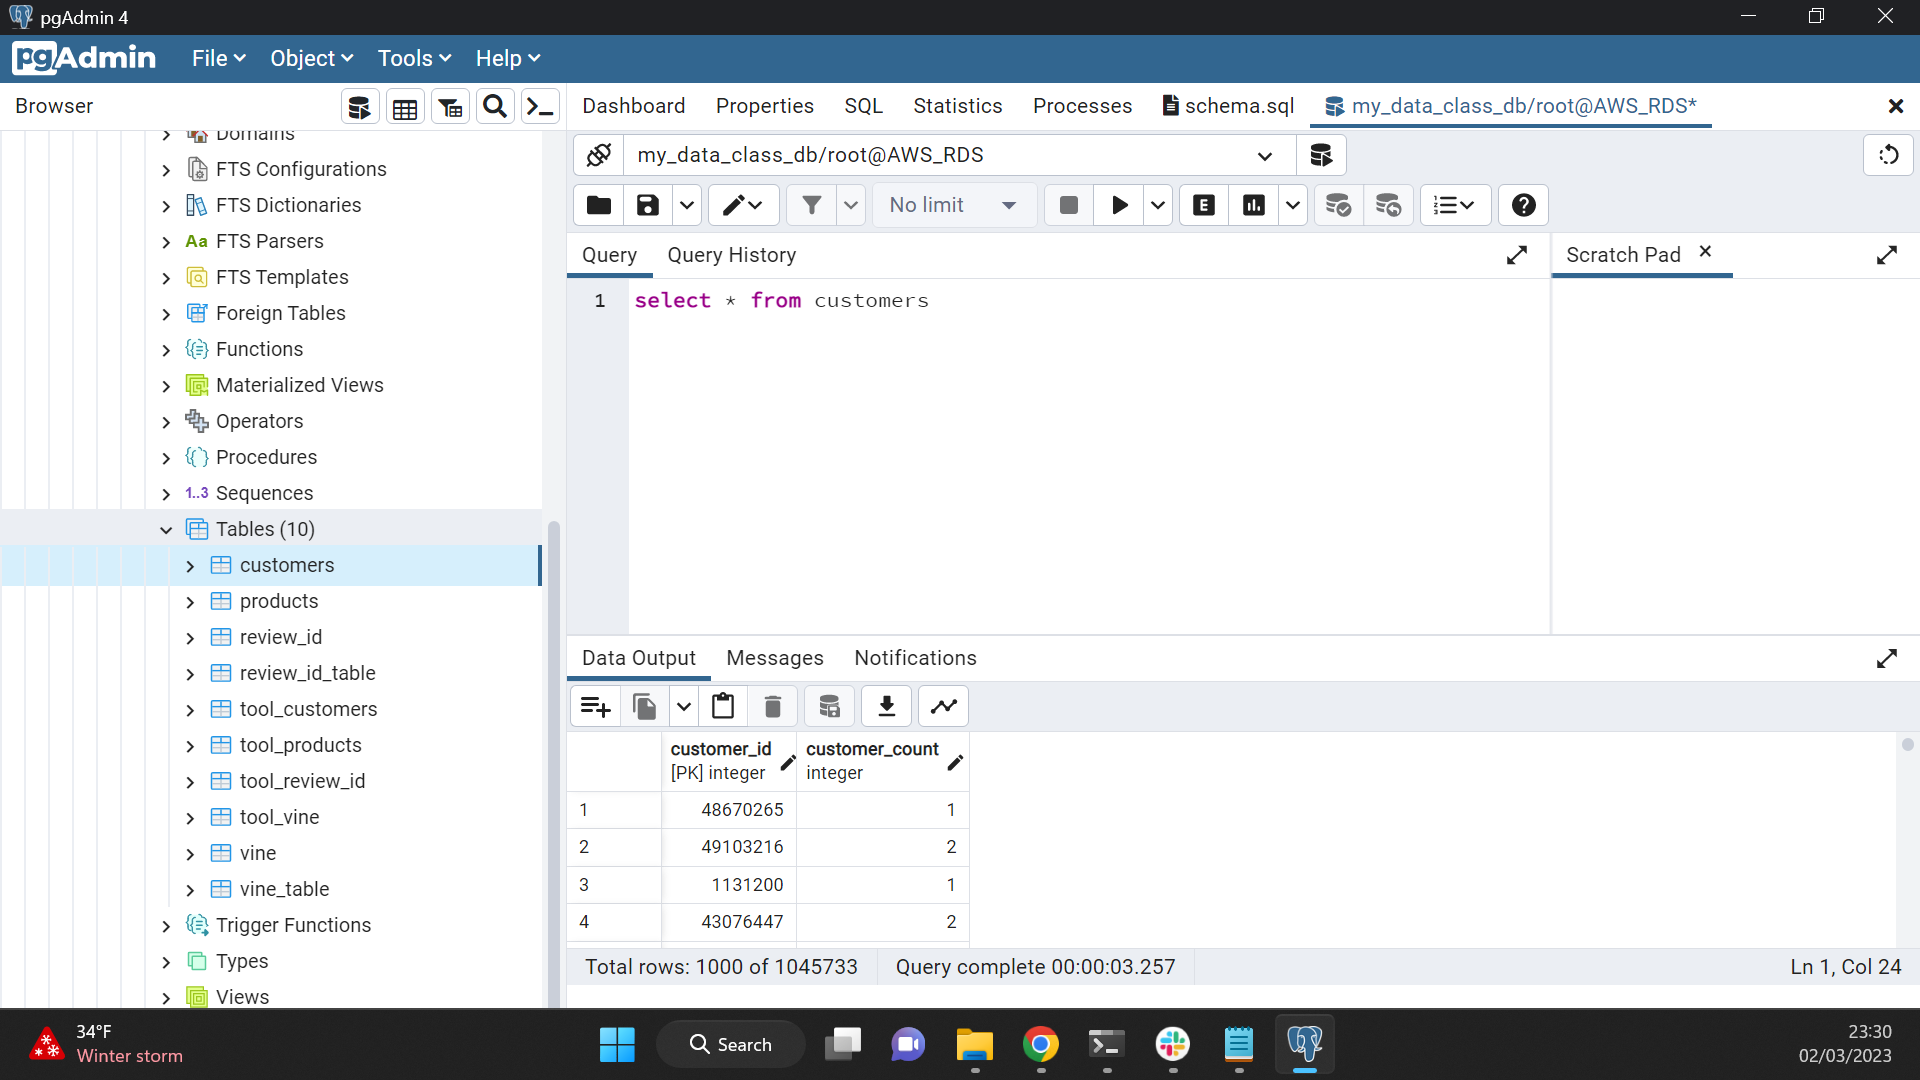 pgAdmin 4
pgAdmin File Object Tools Help
Browser
Dashboard Properties SQL Statistics Processes schema.sql my_data_class_db/root@AWS_RDS*
my_data_class_db/root@AWS_RDS
No limit
Query Query History
Scratch Pad
1 select * from customers
Domains
FTS Configurations
FTS Dictionaries
Aa FTS Parsers
FTS Templates
Foreign Tables
Functions
Materialized Views
Operators
Procedures
1..3 Sequences
Tables (10)
customers
products
review_id
review_id_table
tool_customers
tool_products
tool_review_id
tool_vine
vine
vine_table
Trigger Functions
Types
Views
Data Output Messages Notifications
customer_id customer_count
[PK] integer integer
1 48670265 1
2 49103216 2
3 1131200 1
4 43076447 2
Total rows: 1000 of 1045733 Query complete 00:00:03.257 Ln 1, Col 24
34°F
Winter storm
Search
23:30
02/03/2023